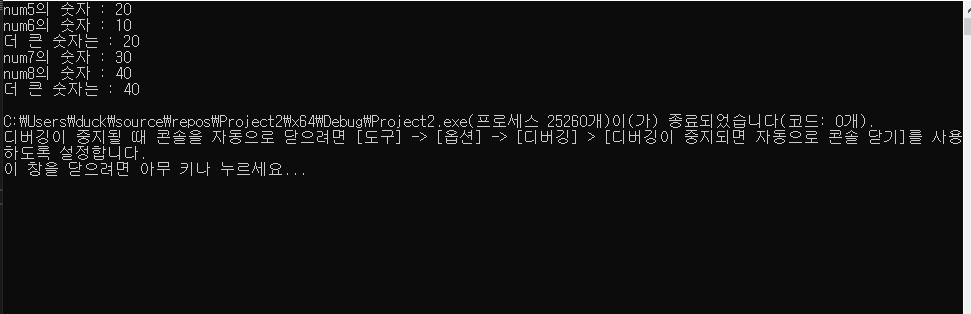 num5의 숫자 : 20
num6의 숫자 : 10
더 큰 숫자는 : 20
num7의 숫자 : 30
num8의 숫자 : 40
더 큰 숫자는 : 40
C:₩Users₩duck₩source₩repos₩Project2₩x64₩Debug₩Project2.exe(프로세스 25260개)이(가) 종료되었습니다(코드: 0개).
디버깅이 중지될 때 콘솔을 자동으로 닫으려면 [도구] -> [옵션] -> [디버깅] > [디버깅이 중지되면 자동으로 콘솔 닫기]를 사용
하도록 설정합니다.
이 창을 닫으려면 아무 키나 누르세요...